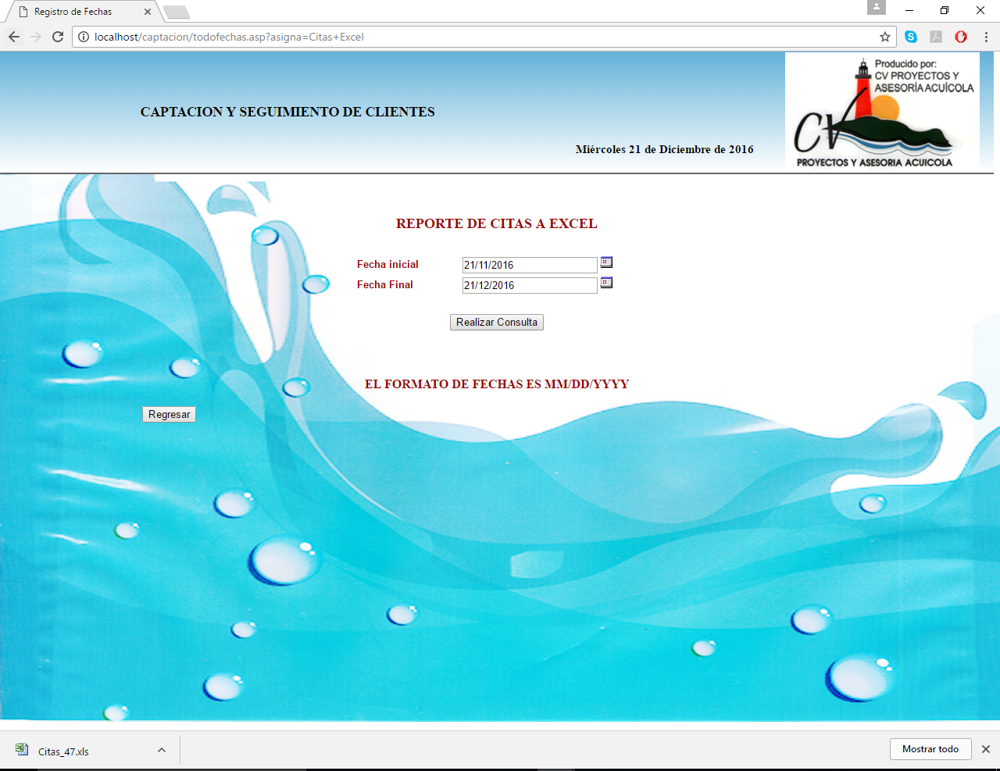 Registro de Fechas
localhost/captacion/todofechas.asp?asigna=Citas+Excel
Producido por:
CV PROYECTOS Y
ASESORÍA ACUÍCOLA
CAPTACION Y SEGUIMIENTO DE CLIENTES
CV
Miércoles 21 de Diciembre de 2016
PROYECTOS Y ASESORIA ACUICOLA
REPORTE DE CITAS A EXCEL
Fecha inicial 21/11/2016
Fecha Final 21/12/2016
Realizar Consulta
EL FORMATO DE FECHAS ES MM/DD/YYYY
Regresar
Citas_47.xls
Mostrar todo